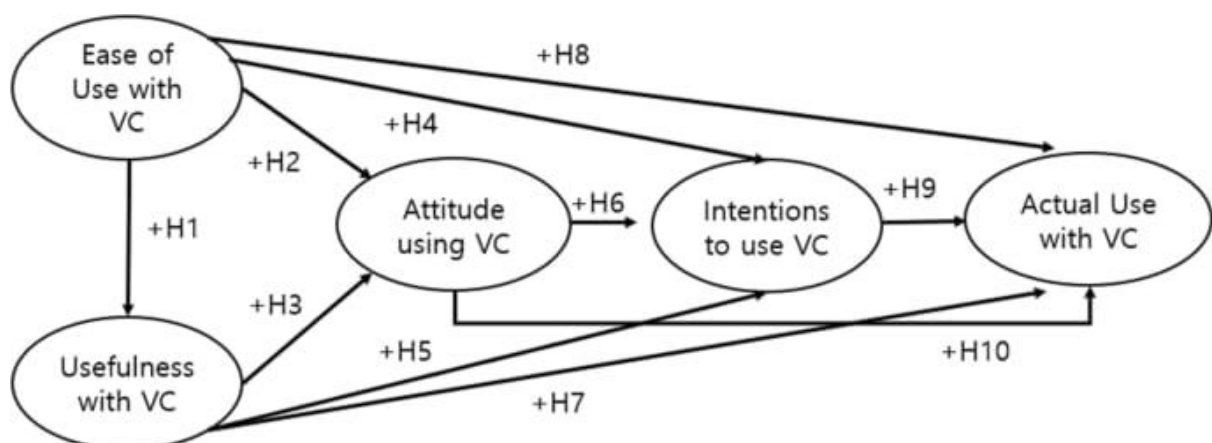 Ease of
Use with
VC
+H8
+H4
+H2
+H1
Attitude
using VC
+H6
Intentions
to use VC
+H9
Actual Use
with VC
+H3
Usefulness
with VC
+H5
+H10
+H7